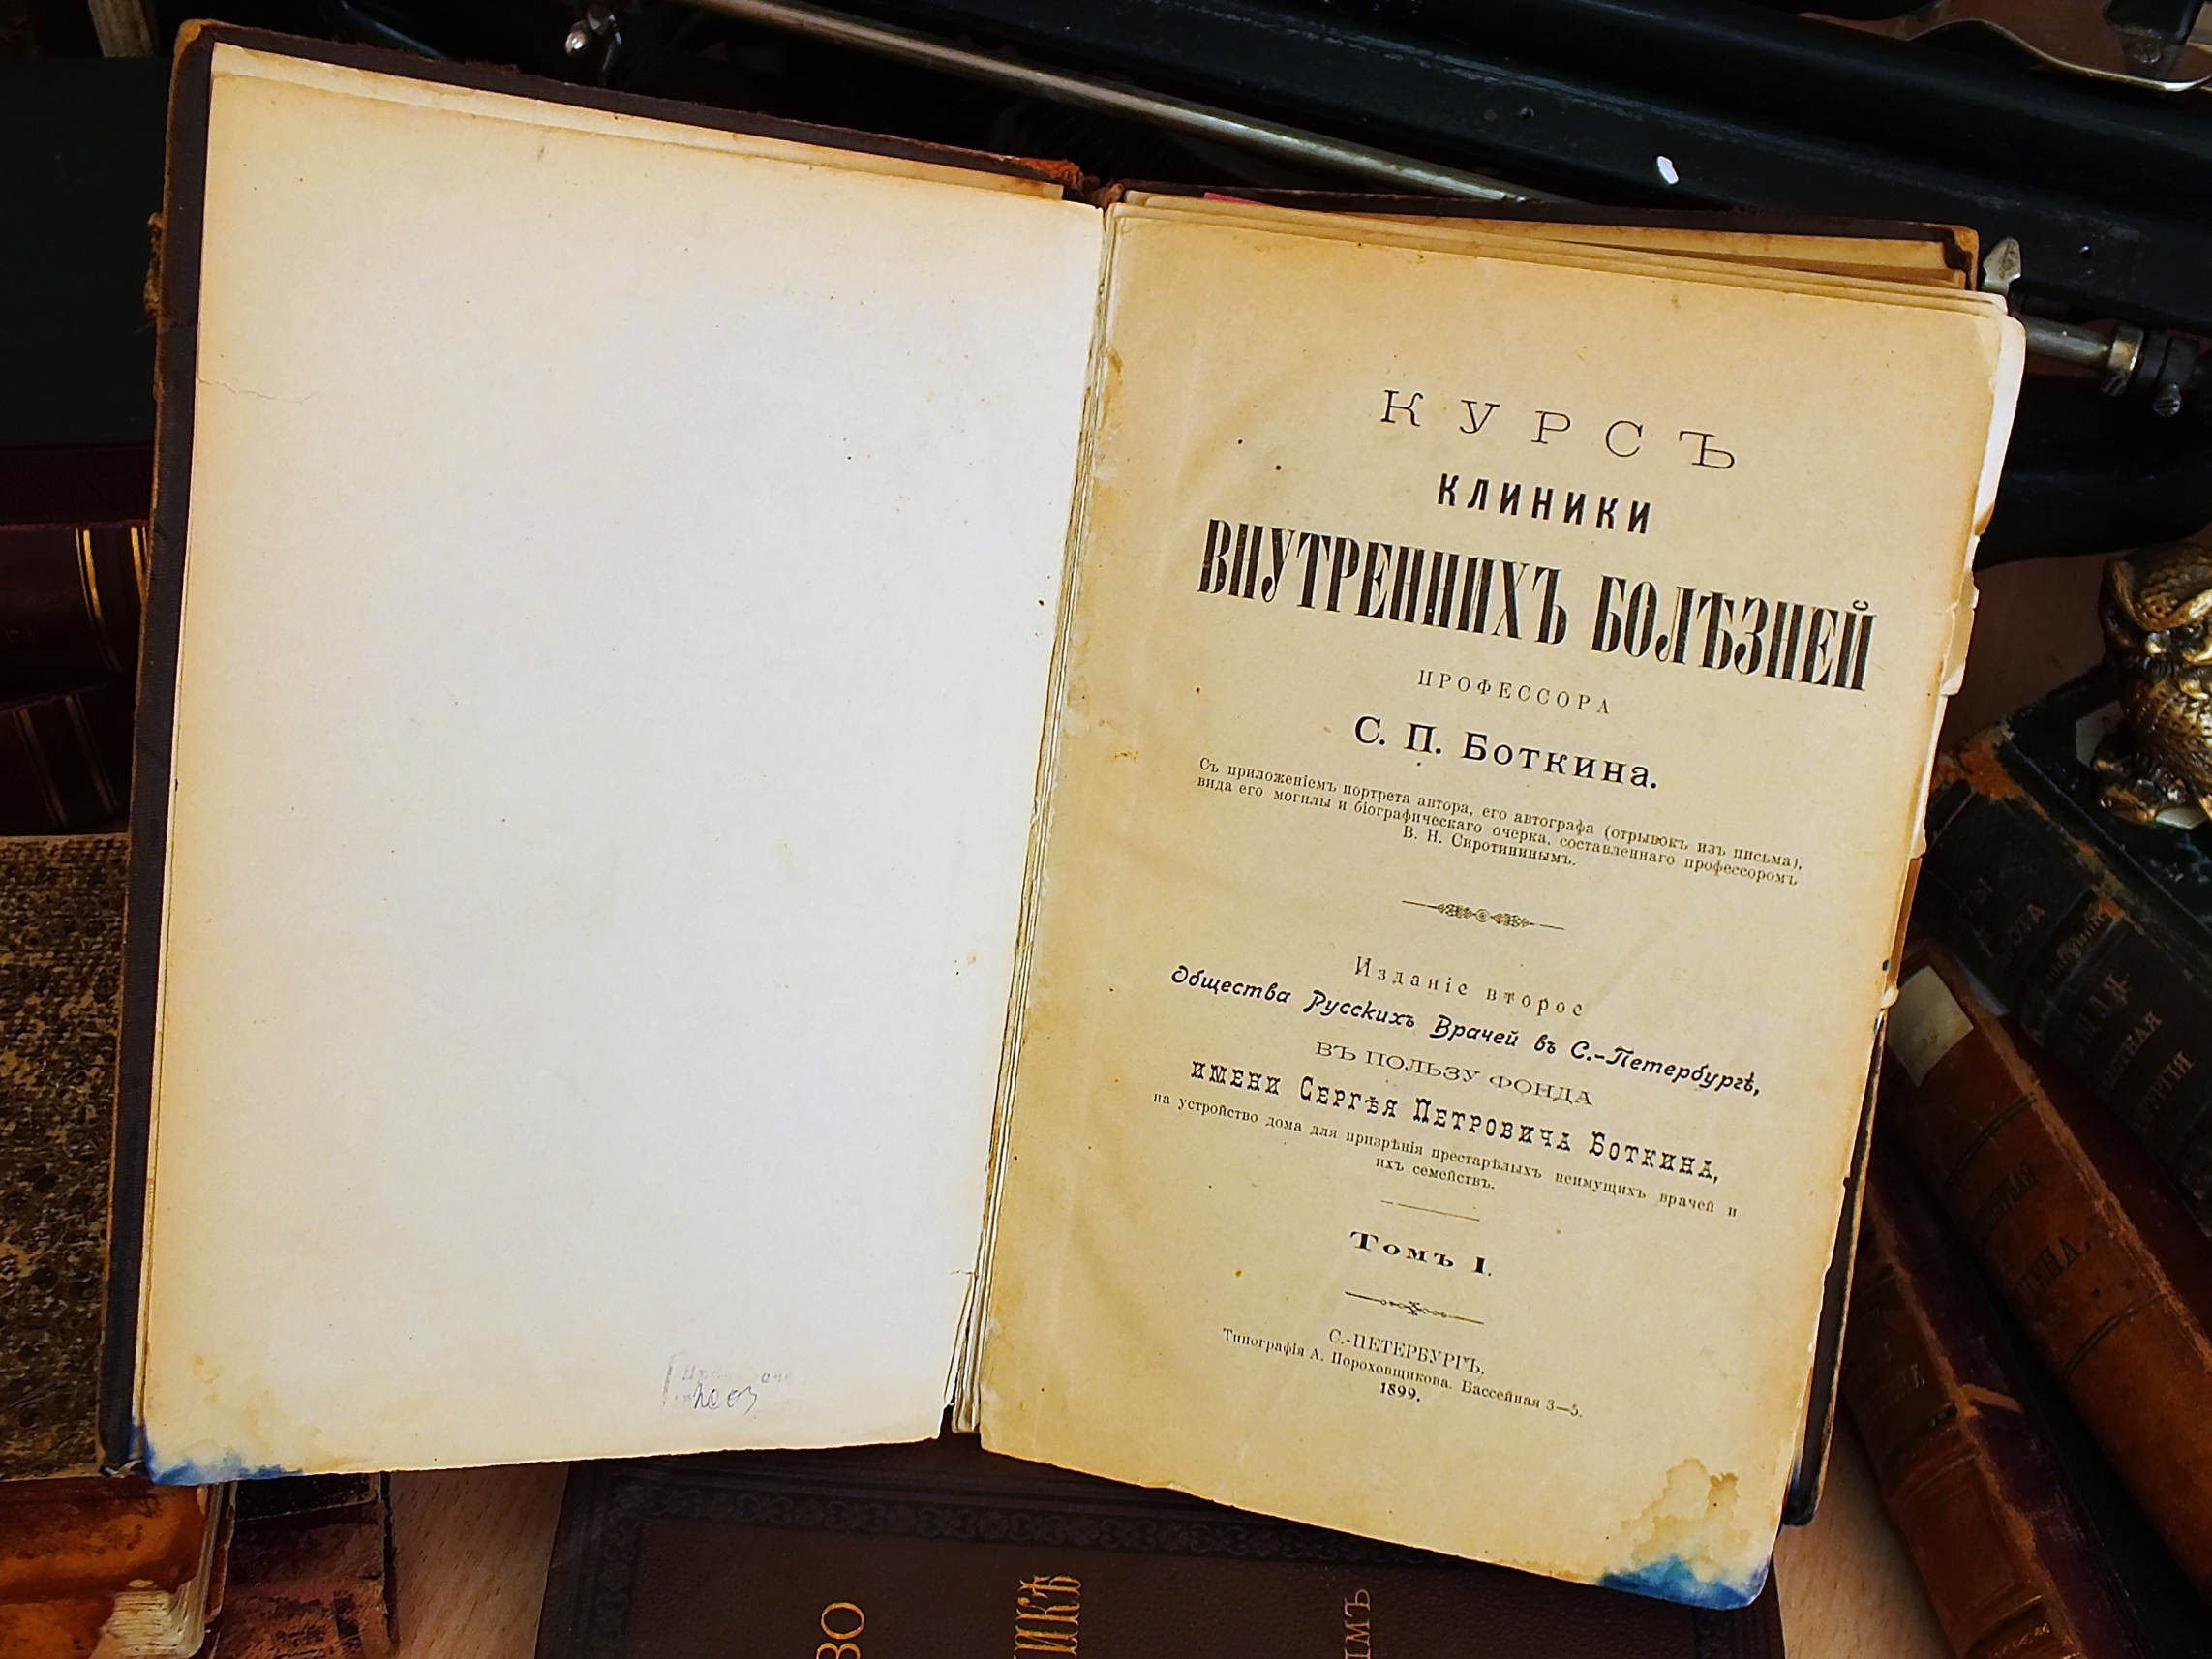 КУРСЪ
КЛИНИКИ
ВНУТРЕННИХЪ БОЛѢЗНЕЙ
ПРОФЕССОРА
С. П. Боткина.
Съ приложеніемъ портрета автора, его автографа (отрывокъ изъ письма),
вида его могилы и біографическаго очерка, составленнаго профессоромъ
В. Н. Сиротининымъ.
Изданіе второе
Общества Русскихъ Врачей въ С.-Петербургѣ,
ВЪ ПОЛЬЗУ ФОНДА
имени Сергѣя Петровича Боткина,
на устройство дома для призрѣнія престарѣлыхъ неимущихъ врачей и
ихъ семействъ.
Томъ I.
С.-ПЕТЕРБУРГЪ.
Типографія А. Пороховщикова. Бассейная 3—5.
1899.